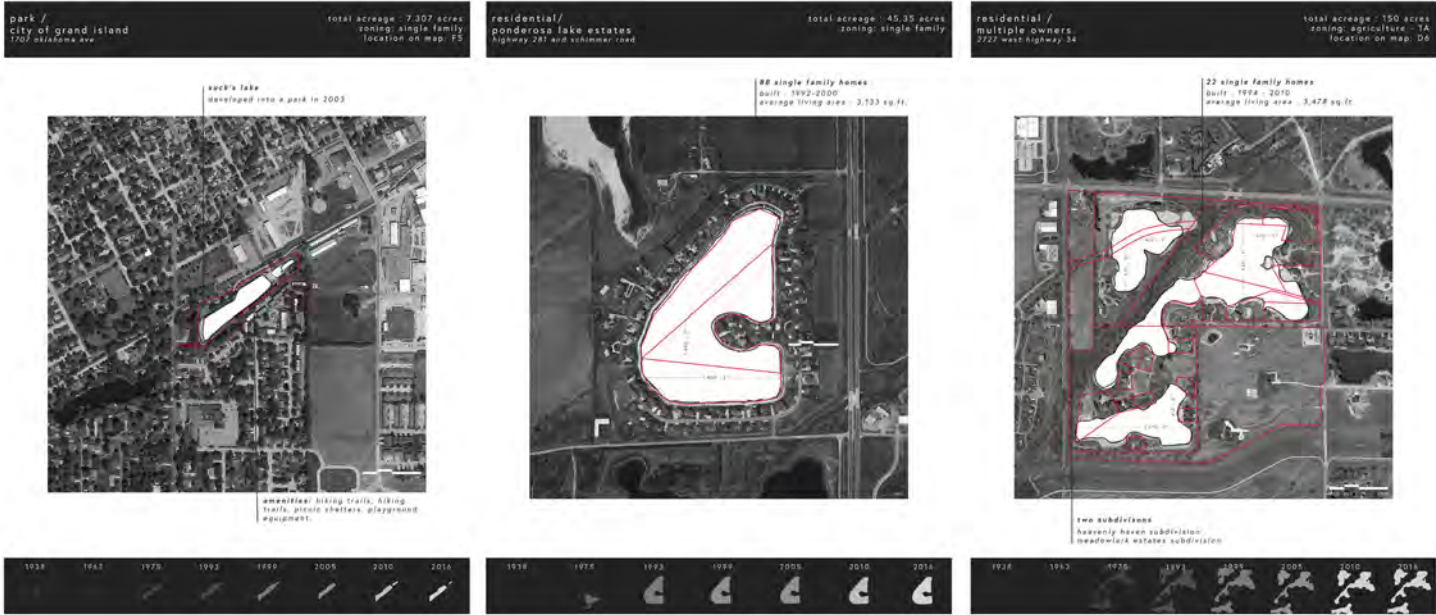 park /
city of grand island
1707 oklahoma ave
total acreage : 7.307 acres
zoning: single family
location on map: F5
suck's lake
developed into a park in 2003
amenities: biking trails, hiking
trails, picnic shelters, playground
equipment.
1938 1963 1975 1993 1999 2005 2010 2016
residential/
ponderosa lake estates
highway 281 and schimmer road
total acreage : 45.35 acres
zoning: single family
88 single family homes
built : 1992-2000
average living area : 3,133 sq.ft.
1938 1975 1993 1999 2005 2010 2016
residential /
multiple owners
2727 west highway 34
total acreage : 150 acres
zoning: agriculture - TA
location on map: D6
22 single family homes
built : 1994 - 2010
average living area : 3,478 sq.ft.
two subdivisons
heavenly haven subdivision
meadowlark estates subdivision
1938 1963 1975 1993 1999 2005 2010 2016